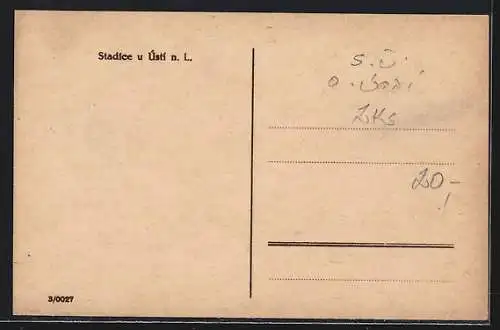 Stadice u Ústí n. L.
S. Ú.
20-
3/0027